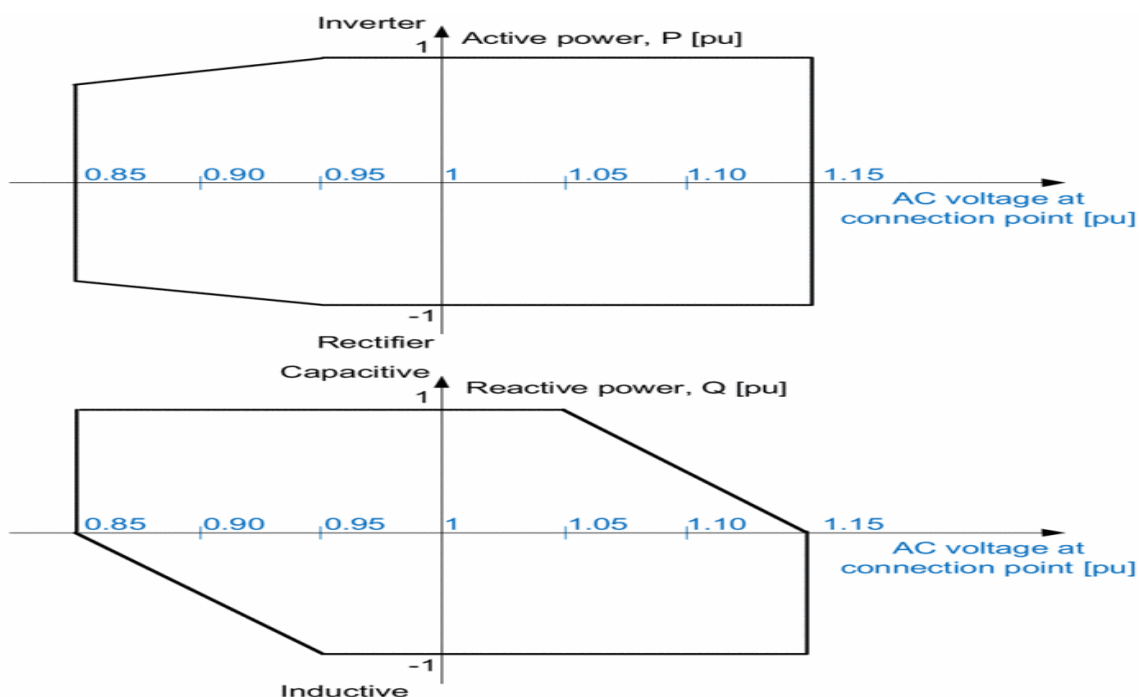 Inverter
1
Active power, P [pu]
0.85 0.90 0.95 1 1.05 1.10 1.15
AC voltage at
connection point [pu]
-1
Rectifier
Capacitive
1
Reactive power, Q [pu]
0.85 0.90 0.95 1 1.05 1.10 1.15
AC voltage at
connection point [pu]
-1
Inductive